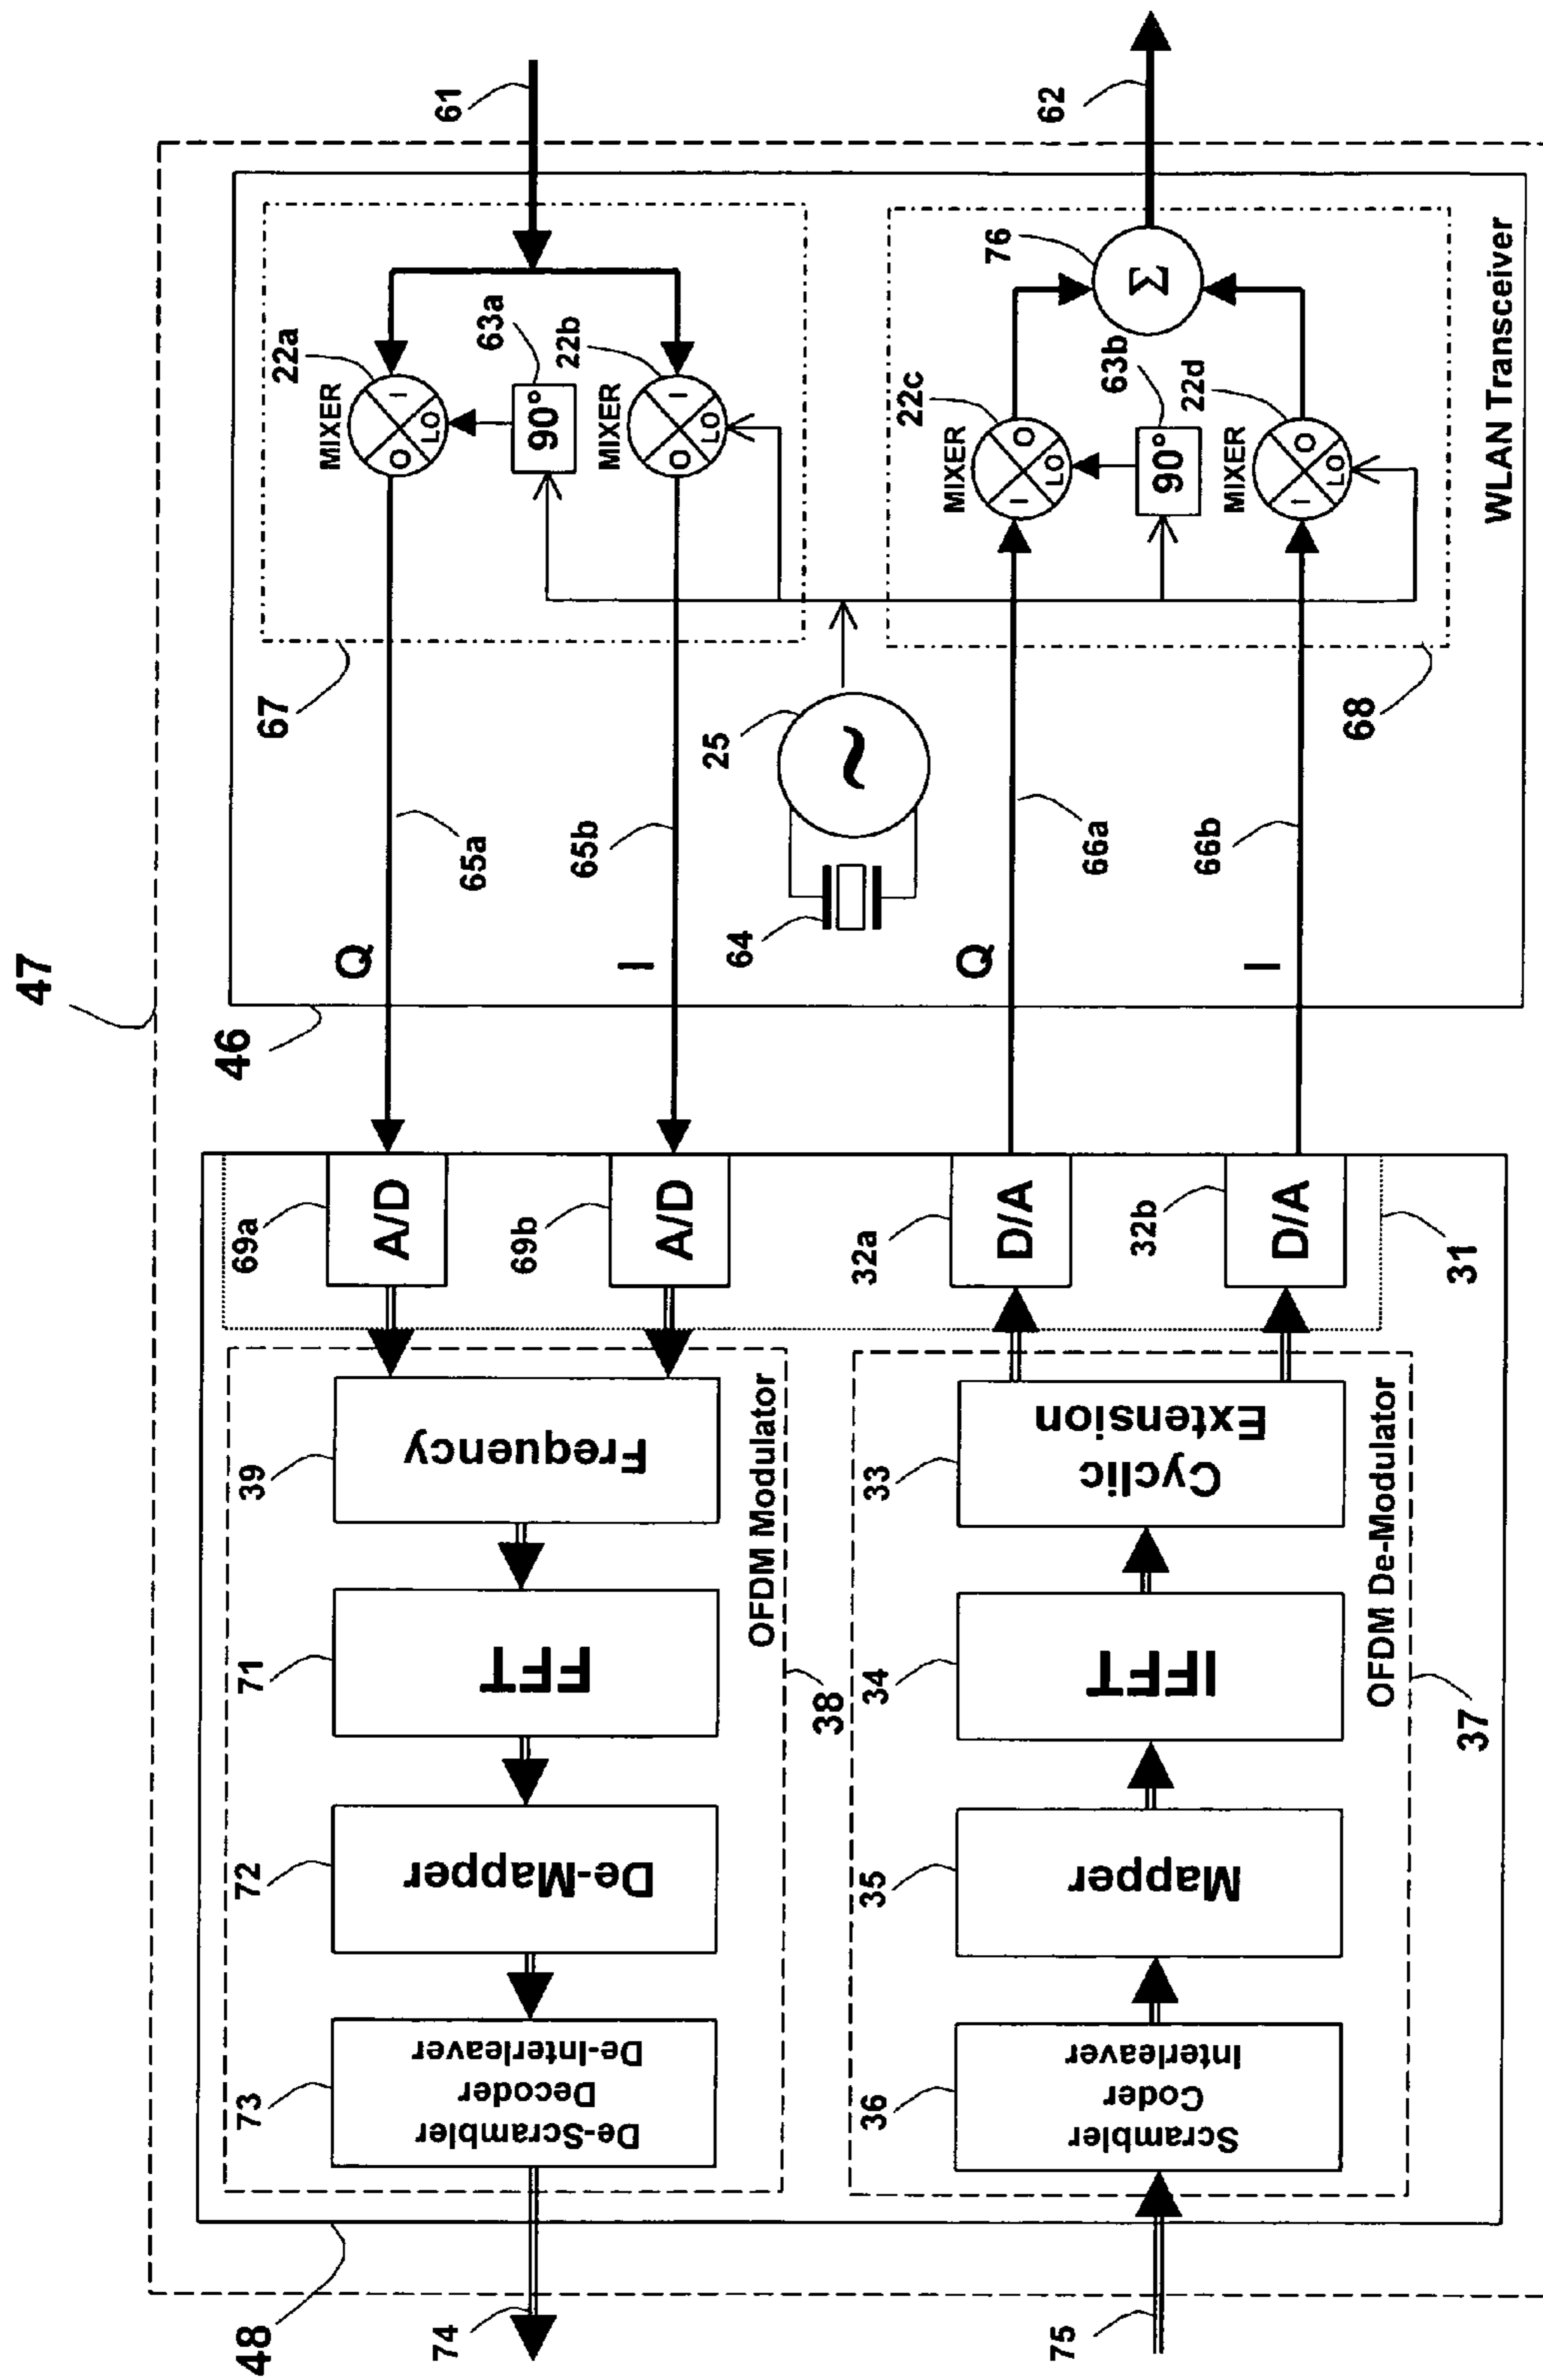 47
46
67
Q
65a
I
65b
MIXER
22a
O
I
LO
90°
63a
MIXER
22b
O
I
LO
61
64
25
~
Q
66a
I
66b
MIXER
22c
I
O
LO
90°
63b
MIXER
22d
I
O
LO
76
Σ
62
68
WLAN Transceiver
48
74
73
De-Scrambler
Decoder
De-Interleaver
72
De-Mapper
71
FFT
39
Frequency
OFDM Modulator
38
69a
A/D
69b
A/D
75
36
Scrambler
Coder
Interleaver
35
Mapper
34
IFFT
33
Cyclic
Extension
OFDM De-Modulator
37
32a
D/A
32b
D/A
31